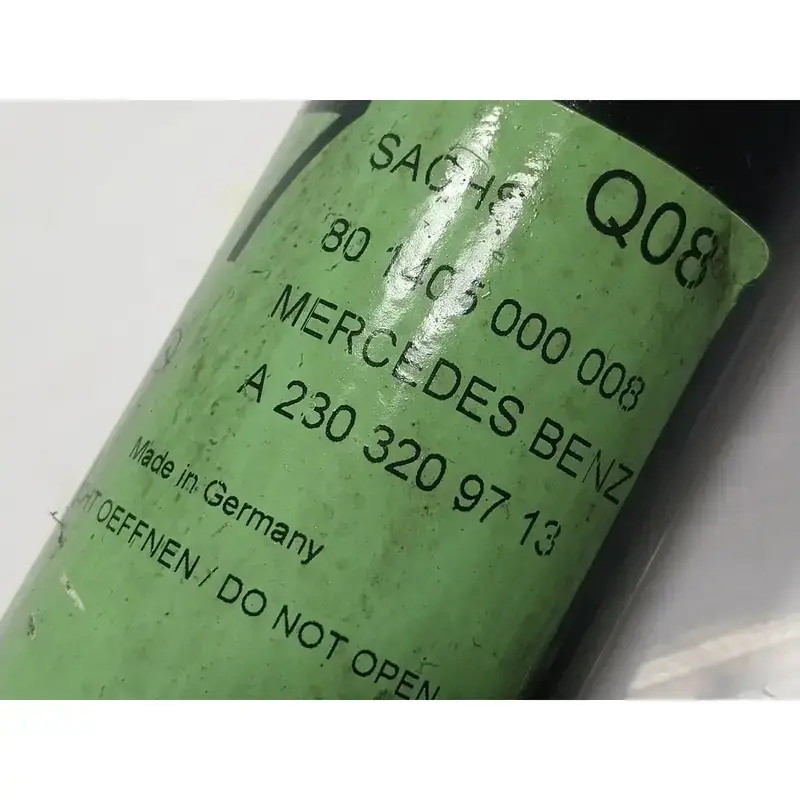 SACHS
Q08
80 1405 000 008
MERCEDES BENZ
A 230 320 97 13
Made in Germany
OEFFNEN / DO NOT OPEN